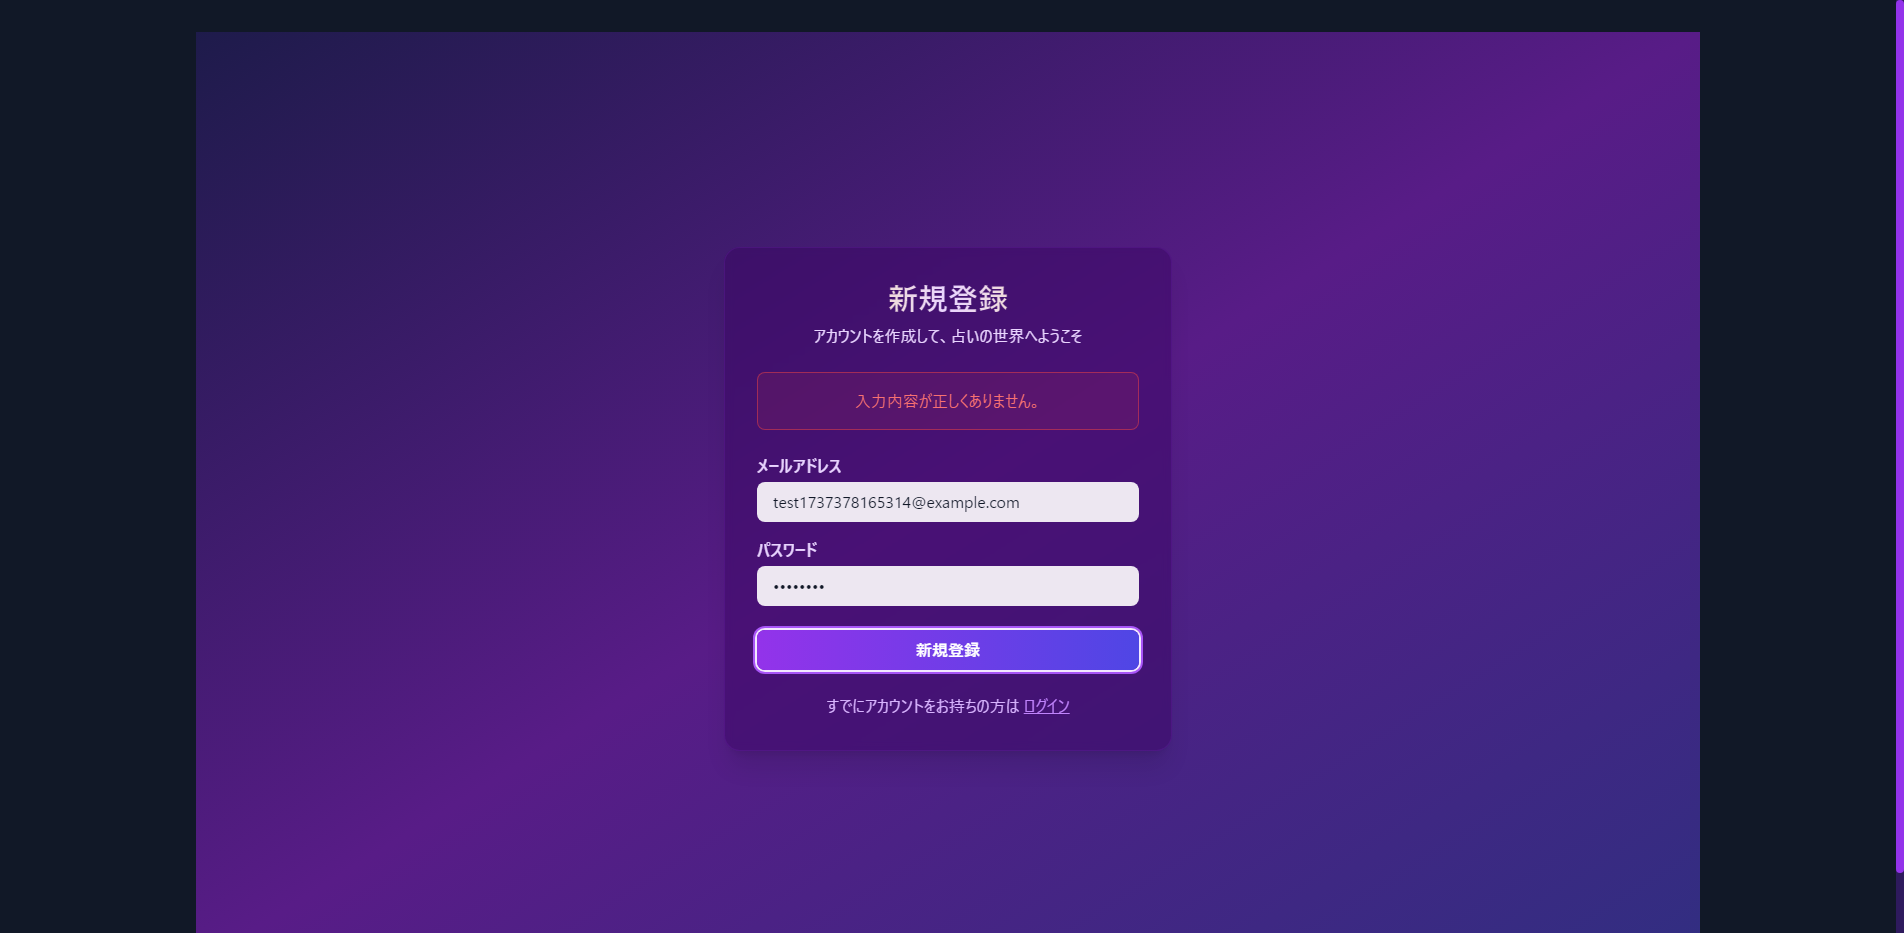 新規登録
アカウントを作成して、占いの世界へようこそ
入力内容が正しくありません。
メールアドレス
test1737378165314@example.com
パスワード
••••••••
新規登録
すでにアカウントをお持ちの方は ログイン